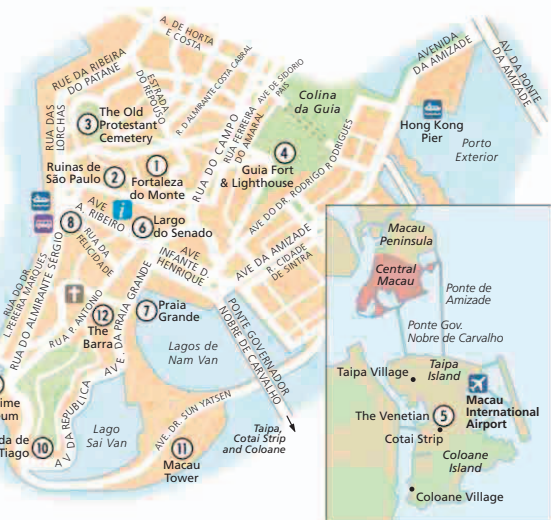 A. DE HORTA
E COSTA
AVENIDA
DA AMIZADE
AV. DA PONTE
DA AMIZADE
RUE DA RIBEIRA
DO PATANE
ESTRADA
DO REPOUSO
R. D ALMIRANTE COSTA CABRAL
AVE DE SIDORIO
PAIS
Colina
da Guia
RUA DAS
LORCHAS
3
The Old
Protestant
Cemetery
RUA DO CAMPO
RUA FERREIRA
DO AMARAL
Hong Kong
Pier
Porto
Exterior
4
Guia Fort
& Lighthouse
Ruinas de
São Paulo
2
1
Fortaleza
do Monte
AVE DO DR. RODRIGO RODRIGUES
8
AVE
A. RIBEIRO
i
6
Largo
do Senado
RUA DA
FELICIDADE
AVE
INFANTE D.
HENRIQUE
AVE DA AMIZADE
R. CIDADE
DE SINTRA
RUA DO DR.
L. PEREIRA MARQUES
RUA DO ALMIRANTE SERGIO
RUA P. ANTONIO
12
The
Barra
AVE. DA PRAIA GRANDE
7
Praia
Grande
PONTE GOVERNADOR
NOBRE DE CARVALHO
Lagos de
Nam Van
AV DA REPUBLICA
Lago
Sai Van
AVE. DR. SUN YATSEN
Taipa,
Cotai Strip
and Coloane
ime
um
da de
Tiago
10
11
Macau
Tower
Macau
Peninsula
Central
Macau
Ponte de
Amizade
Ponte Gov.
Nobre de Carvalho
Taipa Village
Taipa
Island
Macau
International
Airport
The Venetian
5
Cotai Strip
Coloane
Island
Coloane Village